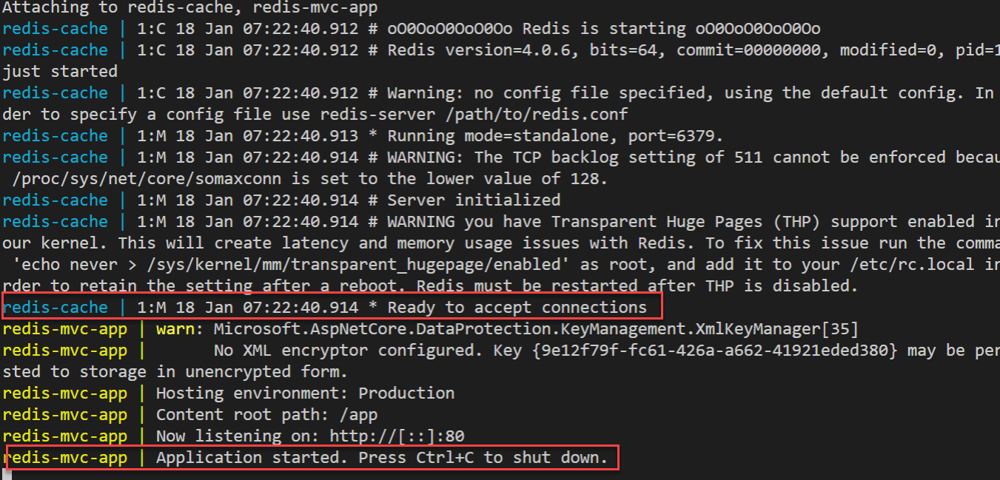 Attaching to redis-cache, redis-mvc-app
redis-cache | 1:C 18 Jan 07:22:40.912 # oO0OoO0OoO0Oo Redis is starting oO0OoO0OoO0Oo
redis-cache | 1:C 18 Jan 07:22:40.912 # Redis version=4.0.6, bits=64, commit=00000000, modified=0, pid=1
just started
redis-cache | 1:C 18 Jan 07:22:40.912 # Warning: no config file specified, using the default config. In
der to specify a config file use redis-server /path/to/redis.conf
redis-cache | 1:M 18 Jan 07:22:40.913 * Running mode=standalone, port=6379.
redis-cache | 1:M 18 Jan 07:22:40.914 # WARNING: The TCP backlog setting of 511 cannot be enforced becau
/proc/sys/net/core/somaxconn is set to the lower value of 128.
redis-cache | 1:M 18 Jan 07:22:40.914 # Server initialized
redis-cache | 1:M 18 Jan 07:22:40.914 # WARNING you have Transparent Huge Pages (THP) support enabled in
our kernel. This will create latency and memory usage issues with Redis. To fix this issue run the comma
'echo never > /sys/kernel/mm/transparent_hugepage/enabled' as root, and add it to your /etc/rc.local in
rder to retain the setting after a reboot. Redis must be restarted after THP is disabled.
redis-cache | 1:M 18 Jan 07:22:40.914 * Ready to accept connections
redis-mvc-app | warn: Microsoft.AspNetCore.DataProtection.KeyManagement.XmlKeyManager[35]
redis-mvc-app |       No XML encryptor configured. Key {9e12f79f-fc61-426a-a662-41921eded380} may be per
sted to storage in unencrypted form.
redis-mvc-app | Hosting environment: Production
redis-mvc-app | Content root path: /app
redis-mvc-app | Now listening on: http://[::]:80
redis-mvc-app | Application started. Press Ctrl+C to shut down.